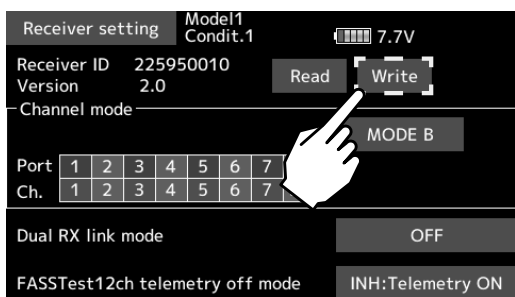 Receiver setting Model1
Condit.1 7.7V
Receiver ID 225950010
Version 2.0
Read Write
Channel mode
MODE B
Port 1 2 3 4 5 6 7
Ch. 1 2 3 4 5 6 7
Dual RX link mode OFF
FASSTest12ch telemetry off mode INH:Telemetry ON